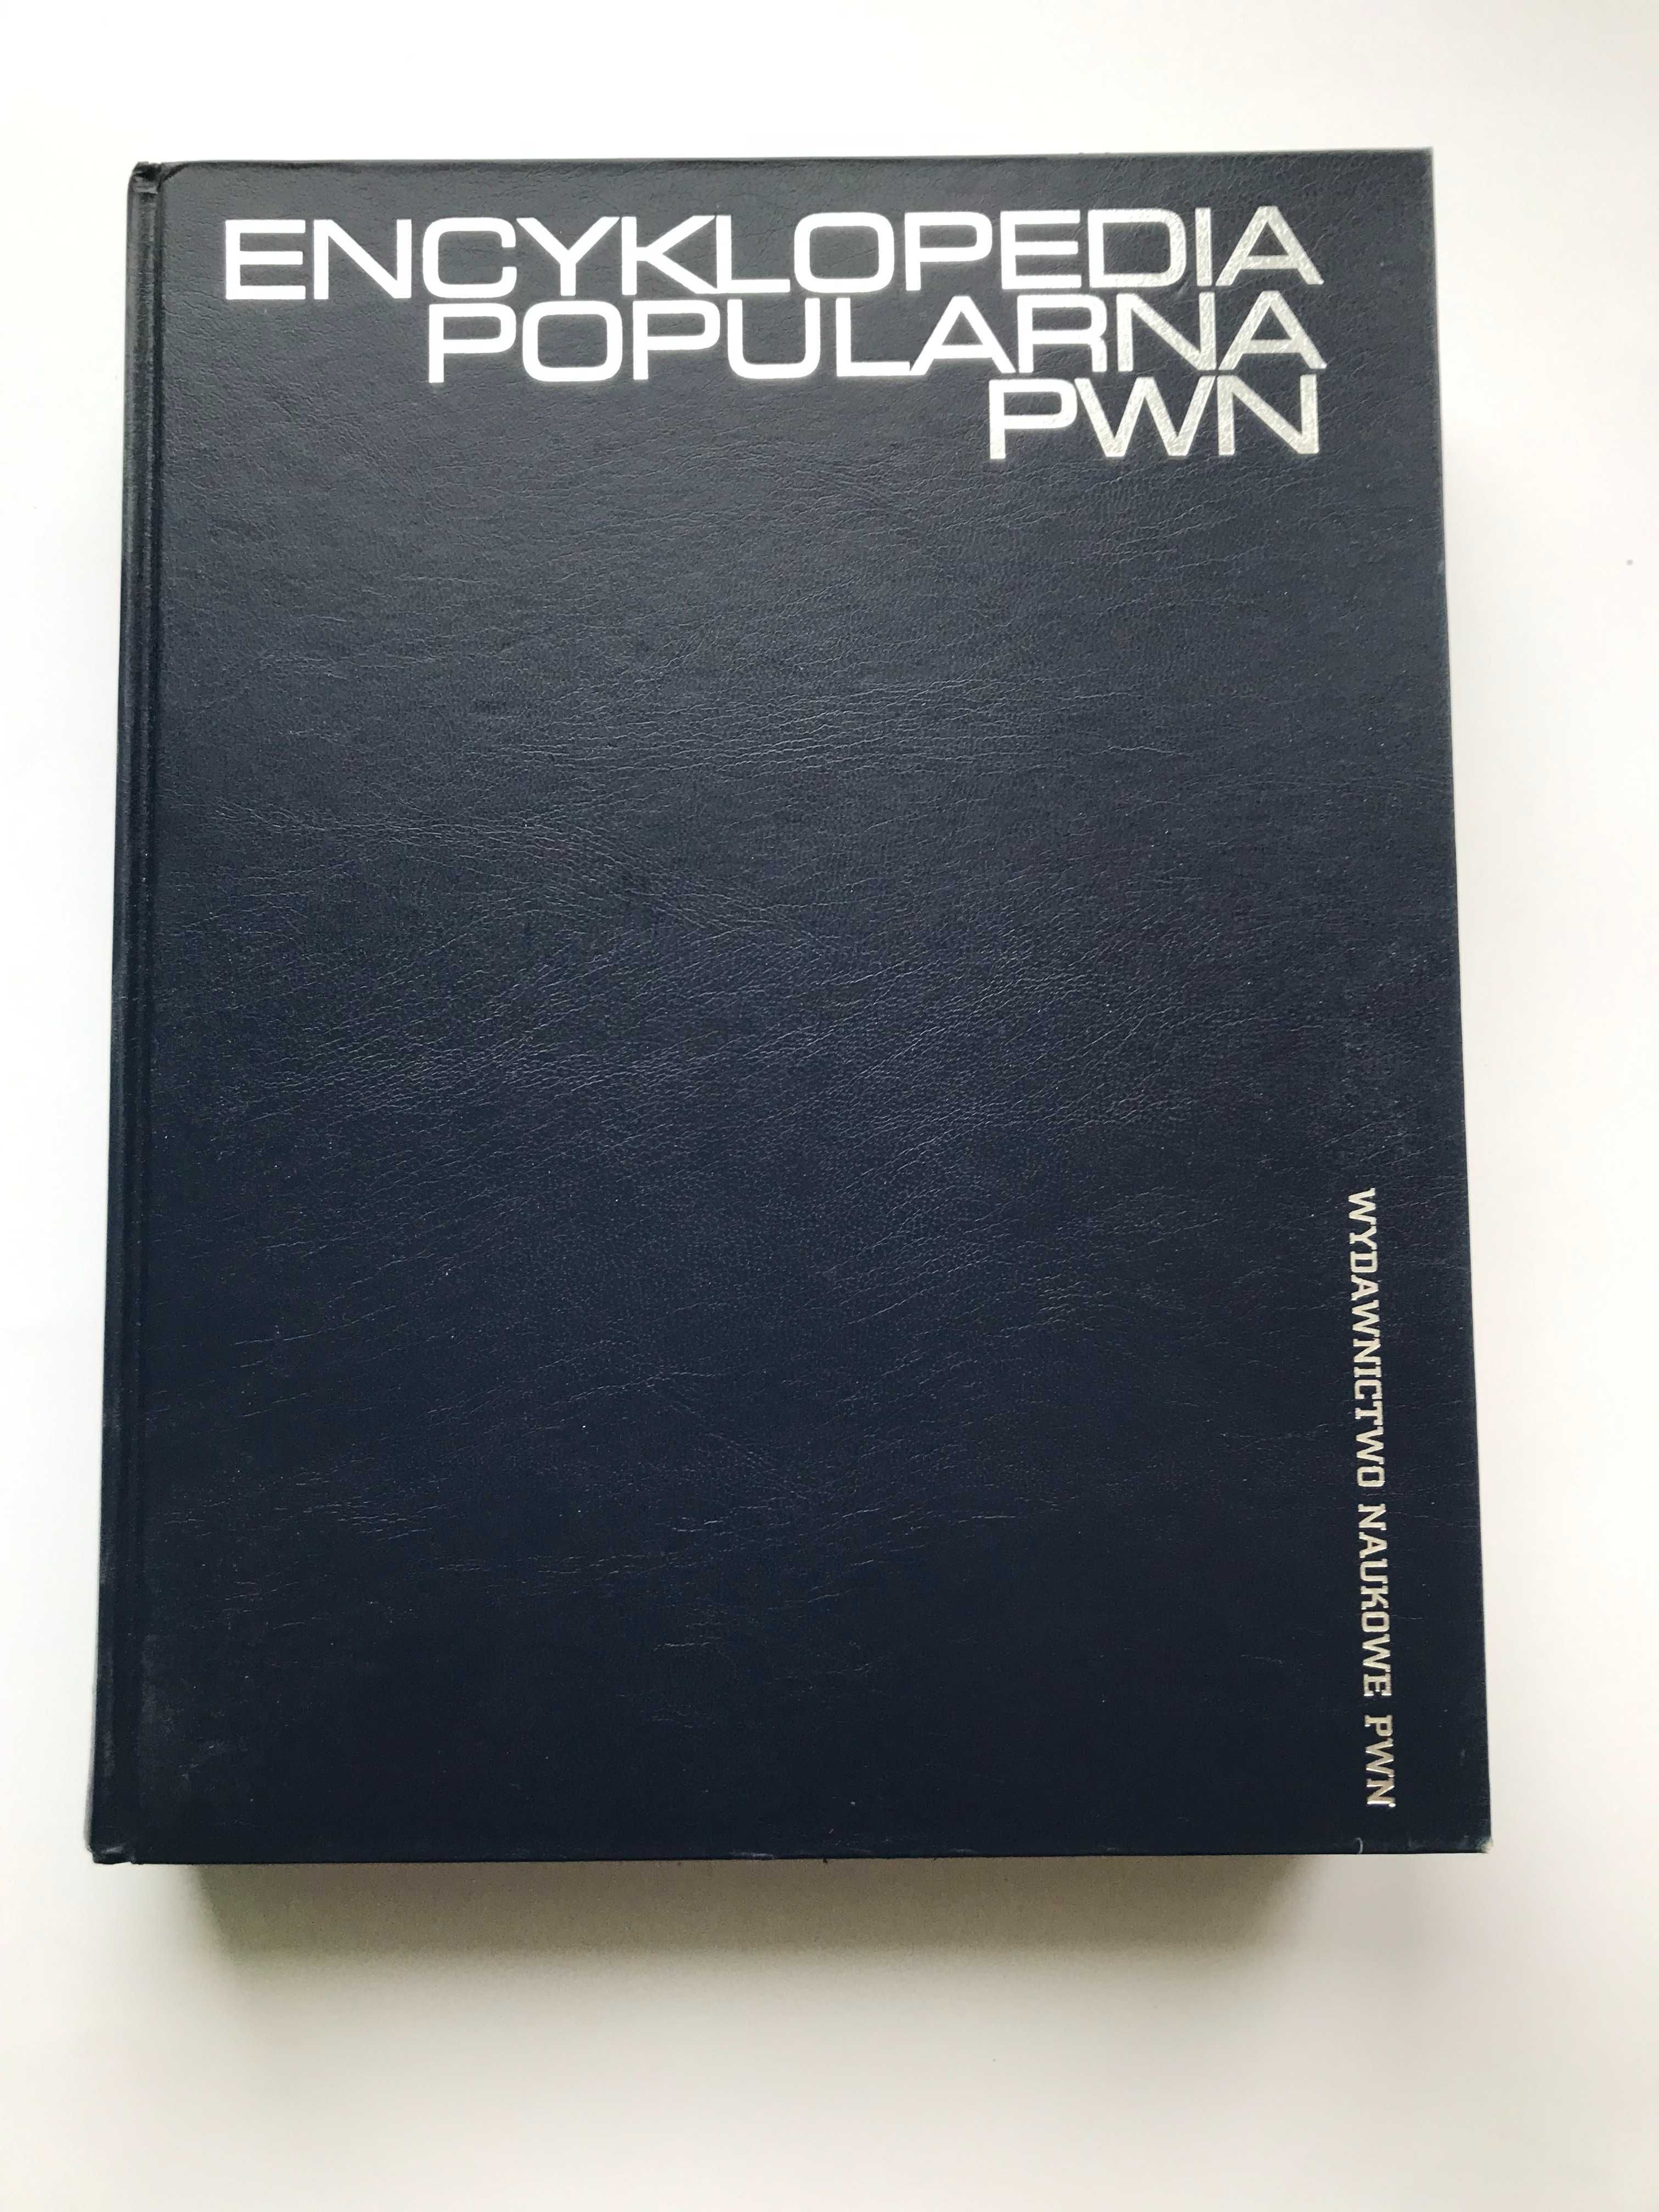 ENCYKLOPEDIA
POPULARNA
PWN
WYDAWNICTWO NAUKOWE PWN